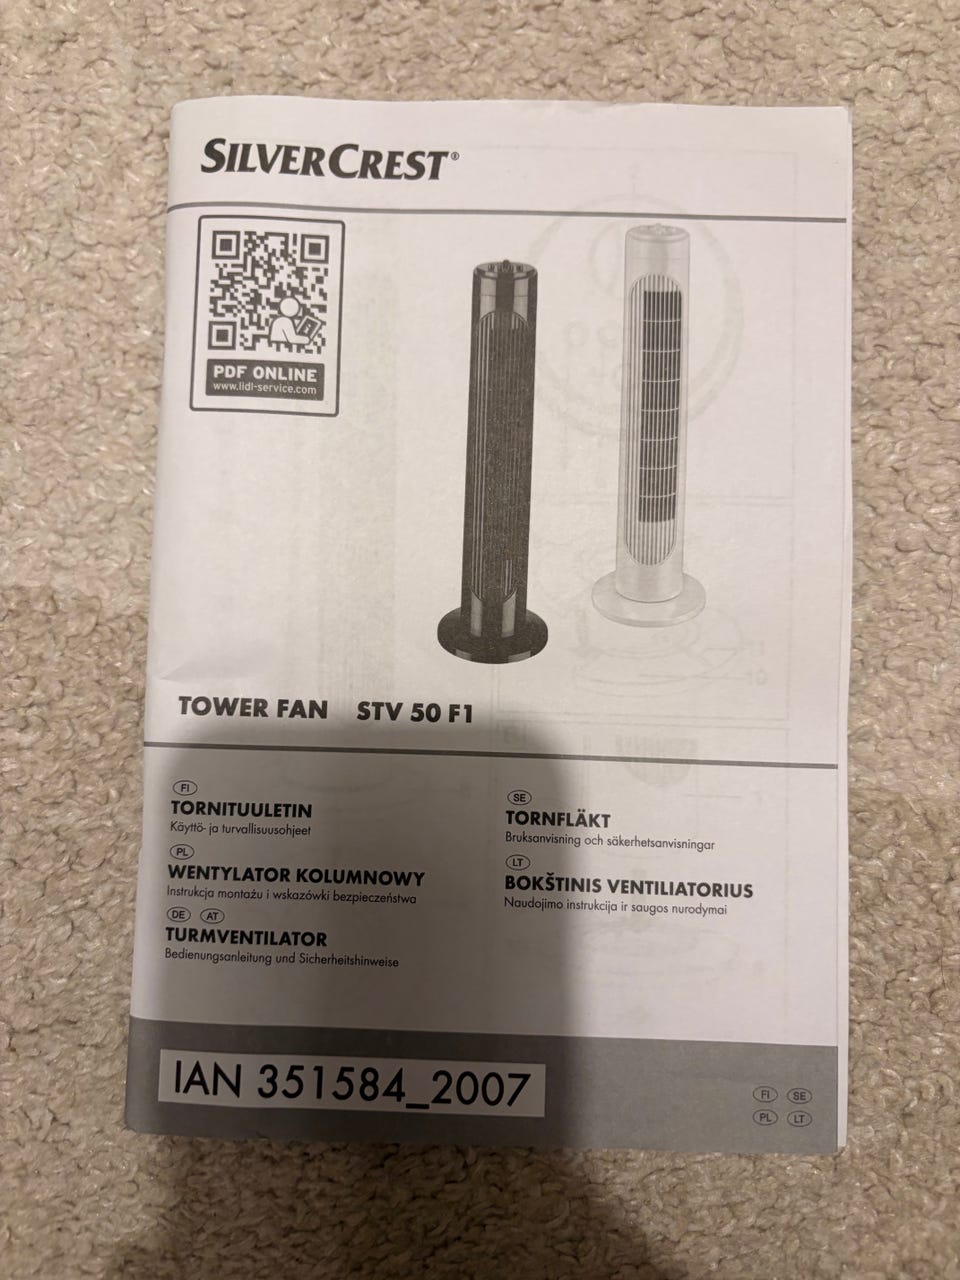 SILVERCREST®
PDF ONLINE
www.lidl-service.com
TOWER FAN STV 50 F1
FI
TORNITUULETIN
Käyttö- ja turvallisuusohjeet
SE
TORNFLÄKT
Bruksanvisning och säkerhetsanvisningar
PL
WENTYLATOR KOLUMNOWY
Instrukcja montażu i wskazówki bezpieczeństwa
LT
BOKŠTINIS VENTILIATORIUS
Naudojimo instrukcija ir saugos nurodymai
DE AT
TURMVENTILATOR
Bedienungsanleitung und Sicherheitshinweise
IAN 351584_2007
FI SE
PL LT